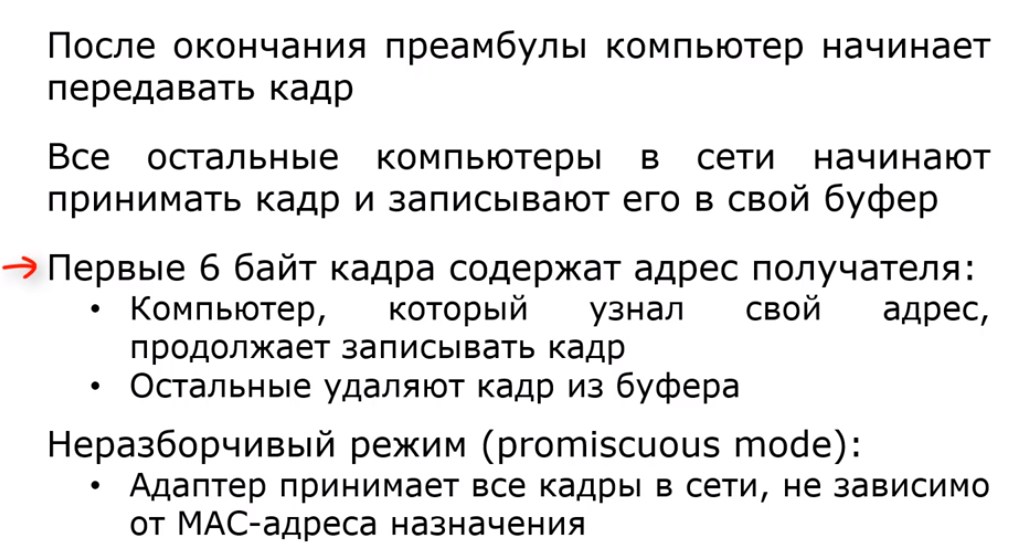 После окончания преамбулы компьютер начинает
передавать кадр
Все остальные компьютеры в сети начинают
принимать кадр и записывают его в свой буфер
Первые 6 байт кадра содержат адрес получателя:
• Компьютер, который узнал свой адрес,
продолжает записывать кадр
• Остальные удаляют кадр из буфера
Неразборчивый режим (promiscuous mode):
• Адаптер принимает все кадры в сети, не зависимо
от MAC-адреса назначения